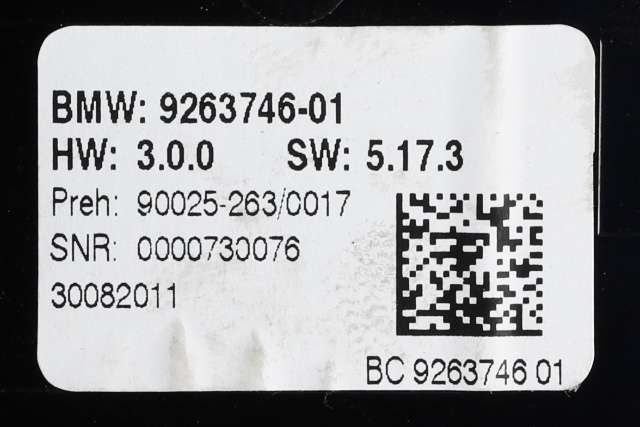 BMW: 9263746-01
HW: 3.0.0 SW: 5.17.3
Preh: 90025-263/0017
SNR: 0000730076
30082011
BC 9263746 01